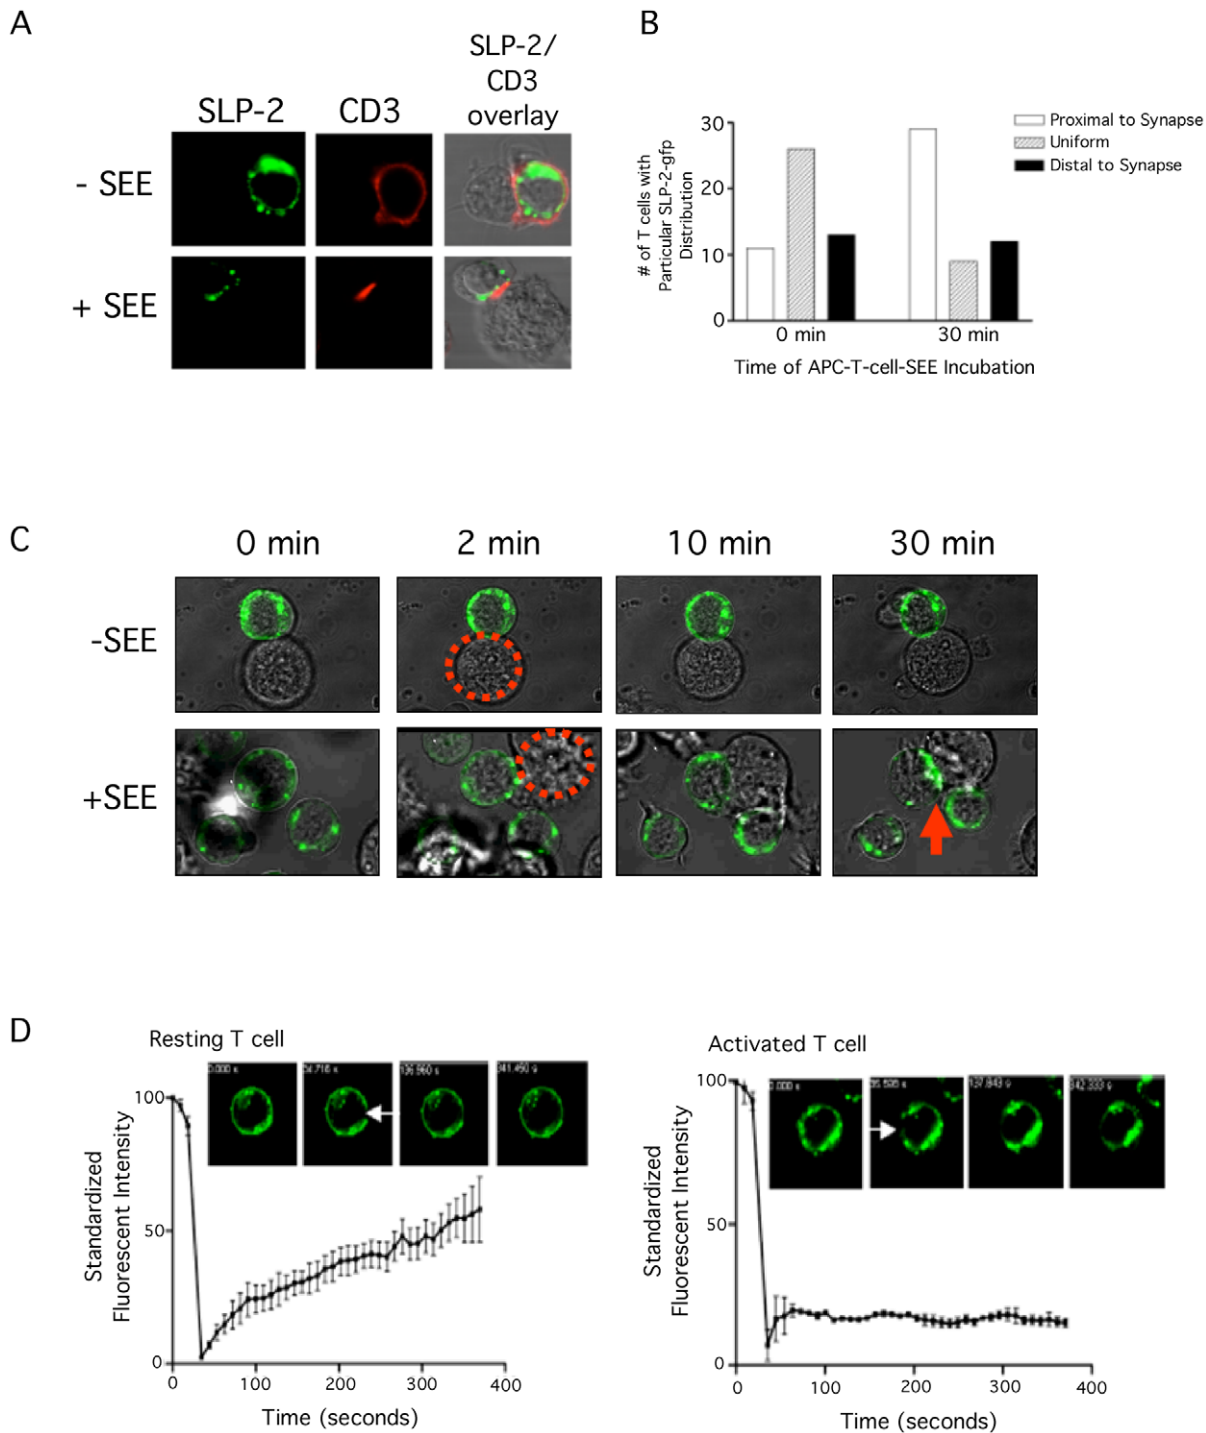 A
SLP-2
CD3
SLP-2/
CD3
overlay
- SEE
+ SEE
B
# of T cells with
Particular SLP-2-gfp
Distribution
30
20
10
0
0 min
30 min
Time of APC-T-cell-SEE Incubation
Proximal to Synapse
Uniform
Distal to Synapse
C
0 min
2 min
10 min
30 min
-SEE
+SEE
D
Resting T cell
Standardized
Fluorescent Intensity
100
50
0
0
100
200
300
400
Time (seconds)
Activated T cell
Standardized
Fluorescent Intensity
100
50
0
0
100
200
300
400
Time (seconds)